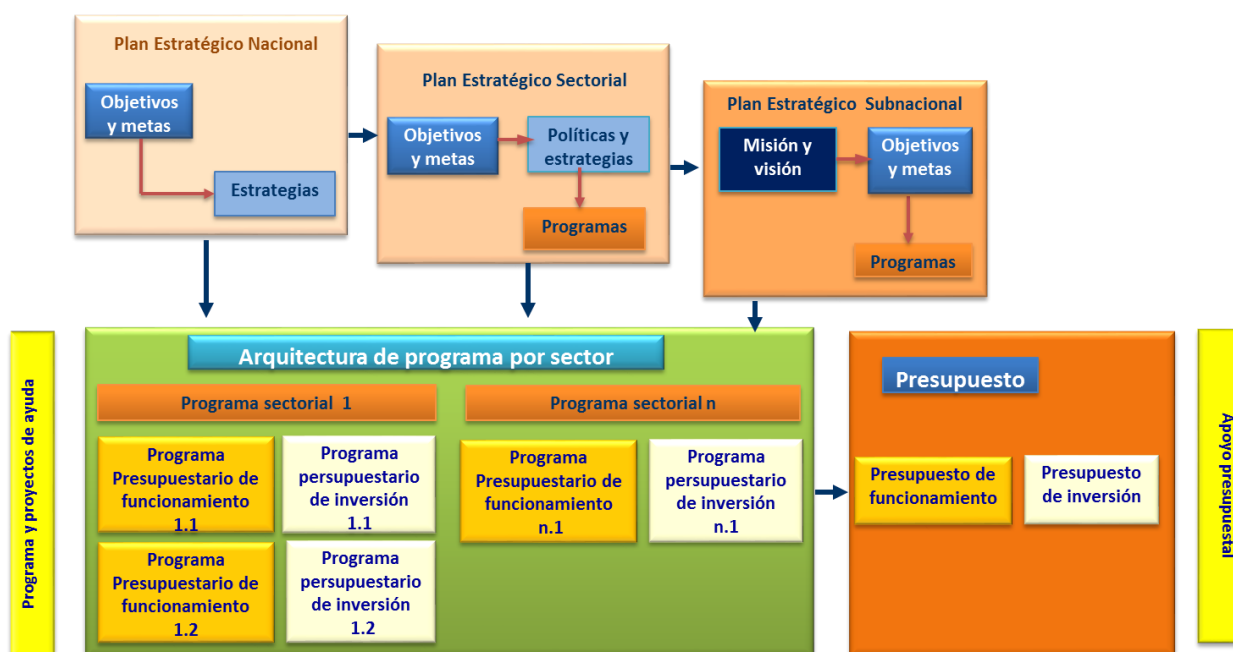 Plan Estratégico Nacional
Objetivos
y metas
Estrategias
Plan Estratégico Sectorial
Objetivos
y metas
Políticas y
estrategias
Programas
Plan Estratégico Subnacional
Misión y
visión
Objetivos
y metas
Programas
Programa y proyectos de ayuda
Arquitectura de programa por sector
Programa sectorial 1
Programa sectorial n
Programa
Presupuestario de
funcionamiento
1.1
Programa
persupuestario
de inversión
1.1
Programa
Presupuestario de
funcionamiento
n.1
Programa
persupuestario
de inversión
n.1
Programa
Presupuestario de
funcionamiento
1.2
Programa
persupuestario
de inversión
1.2
Presupuesto
Presupuesto de
funcionamiento
Presupuesto
de inversión
Apoyo presupuestal